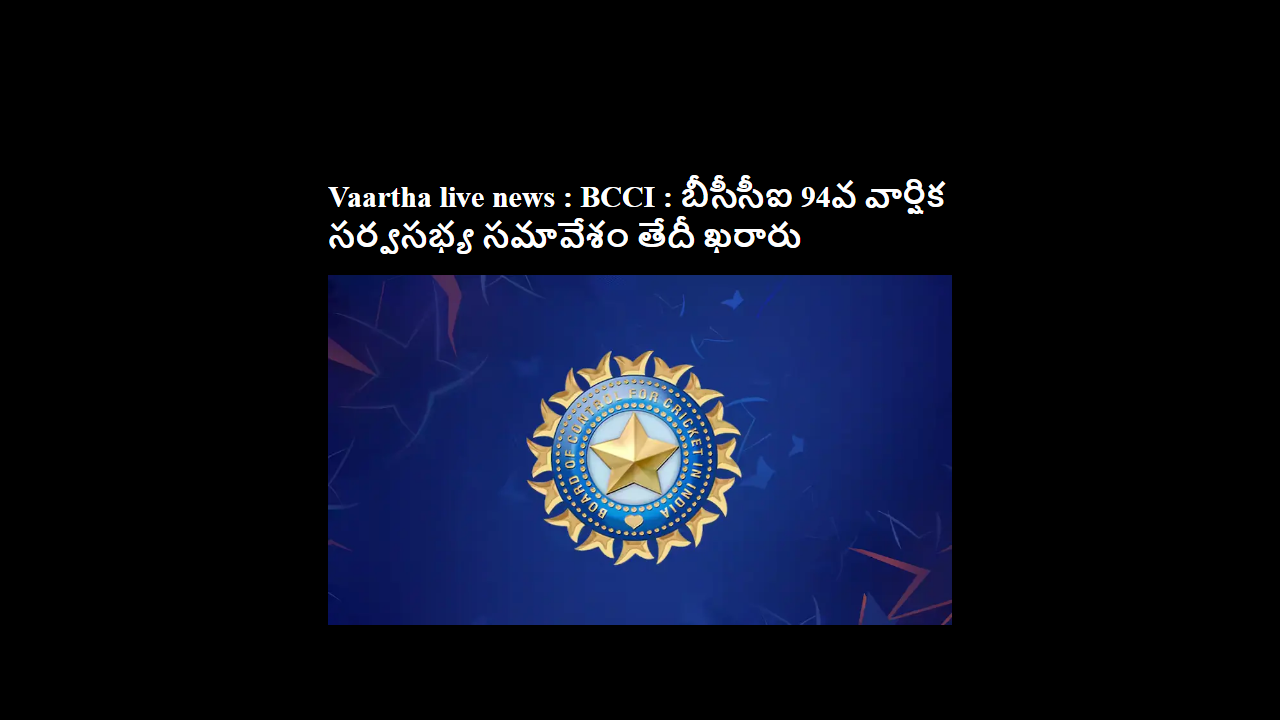 Vaartha live news : BCCI : బీసీసీఐ 94వ వార్షిక
సర్వసభ్య సమావేశం తేదీ ఖరారు
BOARD OF CONTROL FOR CRICKET IN INDIA